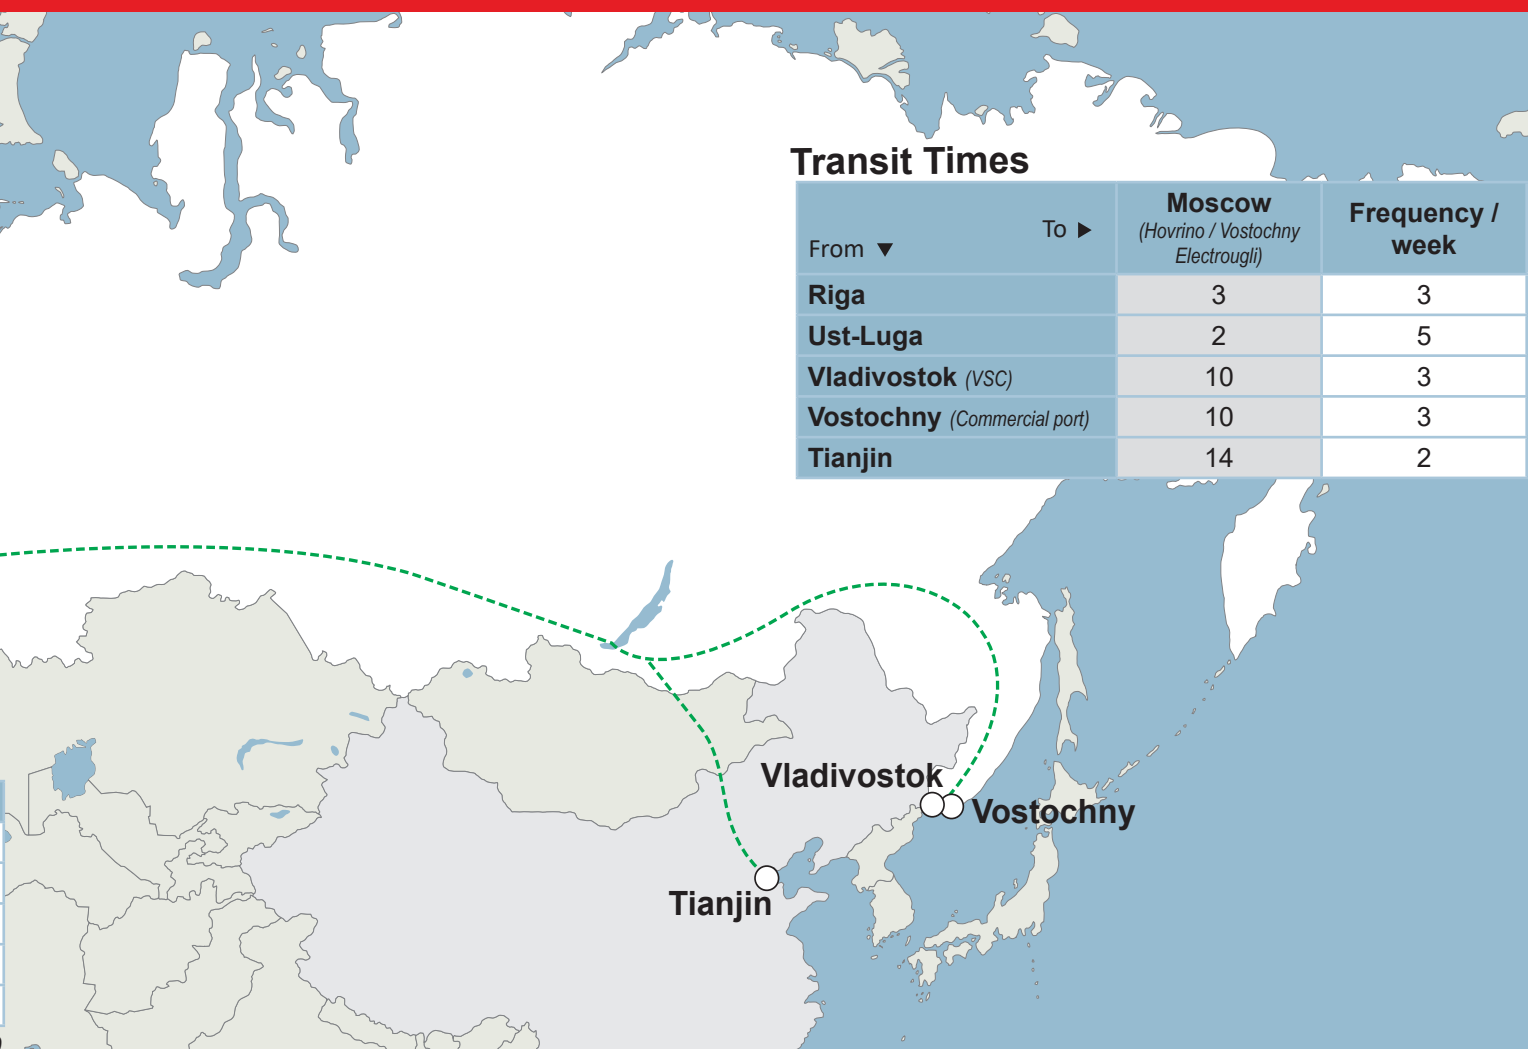 Transit Times
To ▶
From ▼
Moscow
(Hovrino / Vostochny
Electrougli)
Frequency /
week
Riga 3 3
Ust-Luga 2 5
Vladivostok (VSC) 10 3
Vostochny (Commercial port) 10 3
Tianjin 14 2
Vladivostok
Vostochny
Tianjin